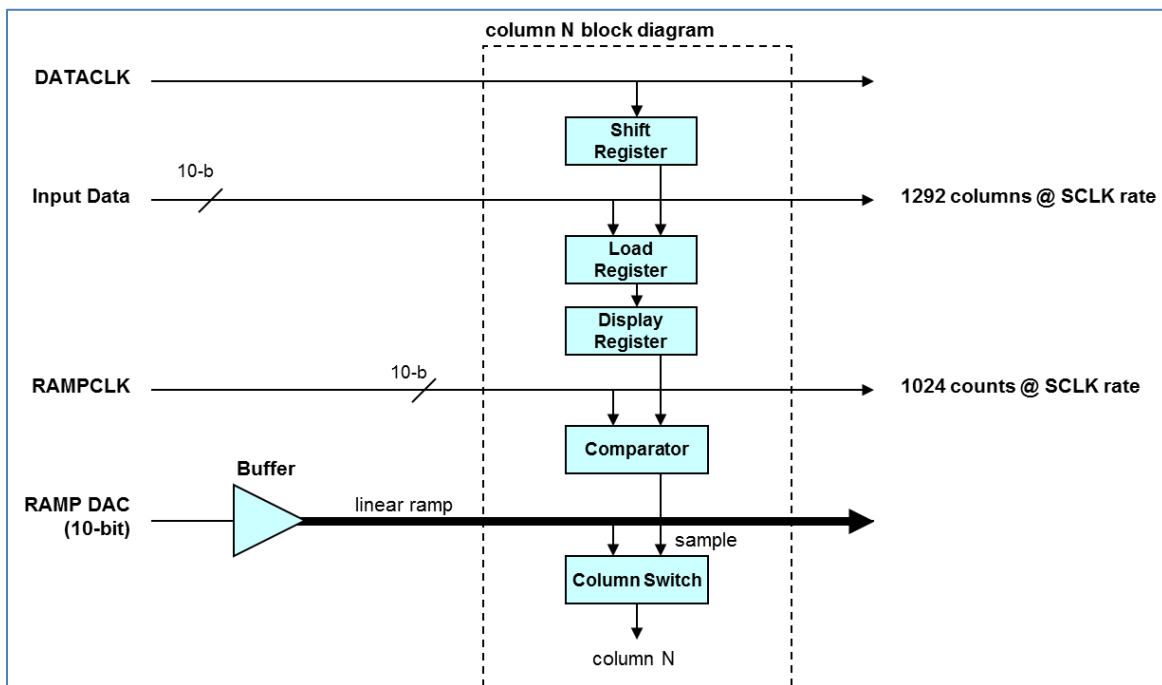 column N block diagram
DATACLK
Shift
Register
10-b
Input Data
1292 columns @ SCLK rate
Load
Register
Display
Register
10-b
RAMPCLK
1024 counts @ SCLK rate
Comparator
Buffer
RAMP DAC
(10-bit)
linear ramp
sample
Column Switch
column N